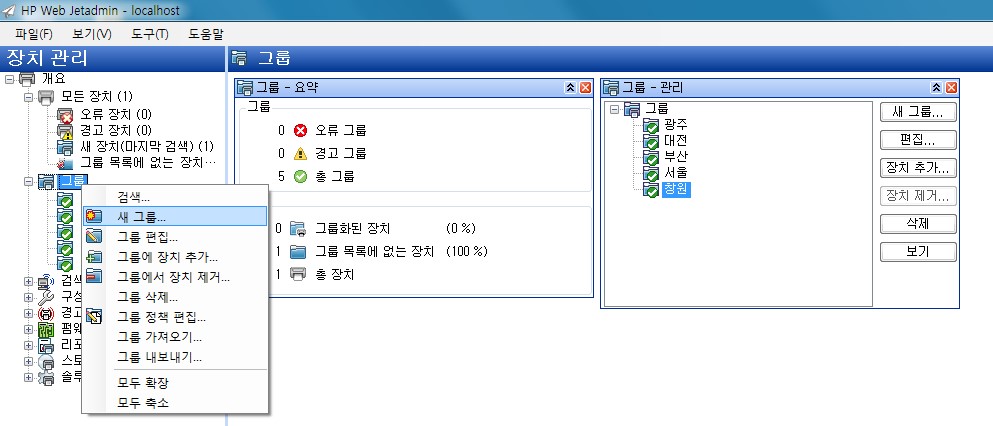 HP Web Jetadmin - localhost
파일(F) 보기(V) 도구(T) 도움말
장치 관리
그룹
개요
모든 장치 (1)
오류 장치 (0)
경고 장치 (0)
새 장치(마지막 검색) (1)
그룹 목록에 없는 장치…
그룹
검색
구성
경고
펌웨
리포
스토
솔루
검색...
새 그룹...
그룹 편집...
그룹에 장치 추가...
그룹에서 장치 제거...
그룹 삭제...
그룹 정책 편집...
그룹 가져오기...
그룹 내보내기...
모두 확장
모두 축소
그룹 - 요약
그룹
0 오류 그룹
0 경고 그룹
5 총 그룹
0 그룹화된 장치 (0 %)
1 그룹 목록에 없는 장치 (100 %)
1 총 장치
그룹 - 관리
그룹
광주
대전
부산
서울
창원
새 그룹...
편집...
장치 추가...
장치 제거...
삭제
보기